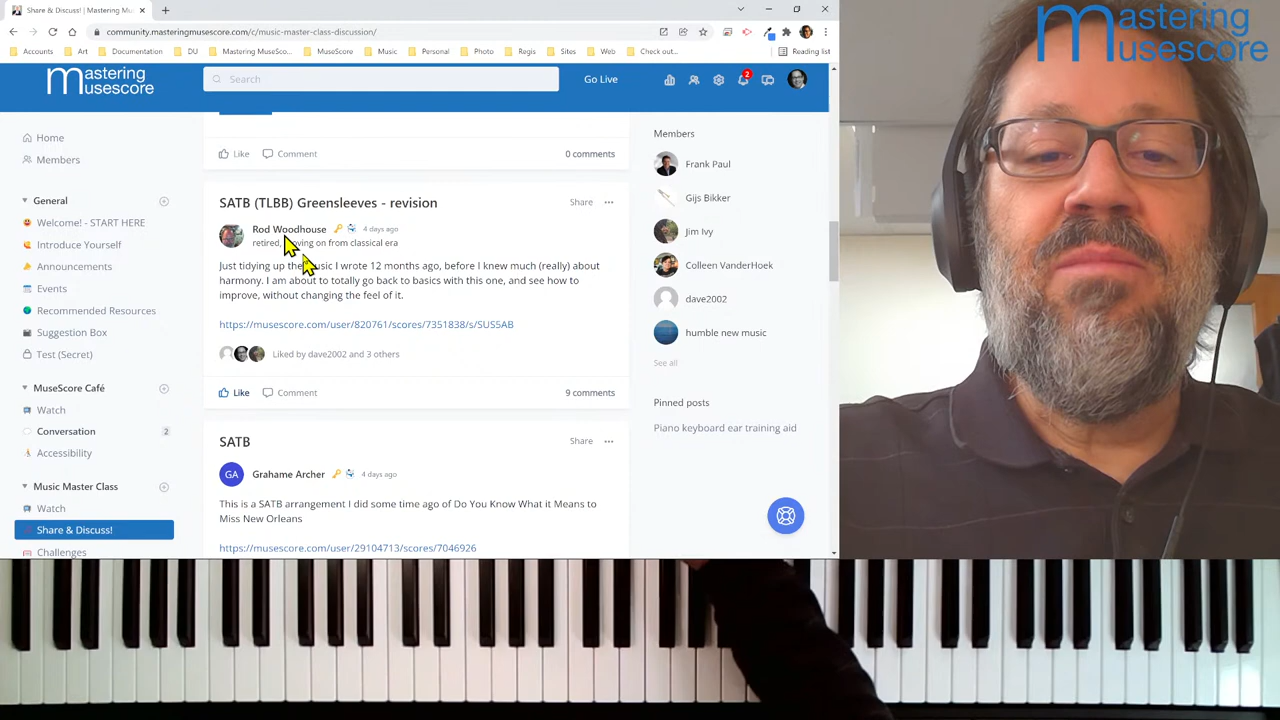 Share & Discuss! | Mastering Mu
community.masteringmusescore.com/c/music-master-class-discussion/
Accounts
Art
Documentation
DU
Mastering MuseSco...
MuseScore
Music
Personal
Photo
Regis
Sites
Web
Check out...
Reading list
mastering
musescore
Search
Go Live
2
Home
Members
General
Welcome! - START HERE
Introduce Yourself
Announcements
Events
Recommended Resources
Suggestion Box
Test (Secret)
MuseScore Café
Watch
Conversation
2
Accessibility
Music Master Class
Watch
Share & Discuss!
Challenges
Like
Comment
0 comments
SATB (TLBB) Greensleeves - revision
Share
Rod Woodhouse
4 days ago
retired, moving on from classical era
Just tidying up the music I wrote 12 months ago, before I knew much (really) about
harmony. I am about to totally go back to basics with this one, and see how to
improve, without changing the feel of it.
https://musescore.com/user/820761/scores/7351838/s/SUS5AB
Liked by dave2002 and 3 others
Like
Comment
9 comments
SATB
Share
GA
Grahame Archer
4 days ago
This is a SATB arrangement I did some time ago of Do You Know What it Means to
Miss New Orleans
https://musescore.com/user/29104713/scores/7046926
Members
Frank Paul
Gijs Bikker
Jim Ivy
Colleen VanderHoek
dave2002
humble new music
See all
Pinned posts
Piano keyboard ear training aid
mastering
musescore